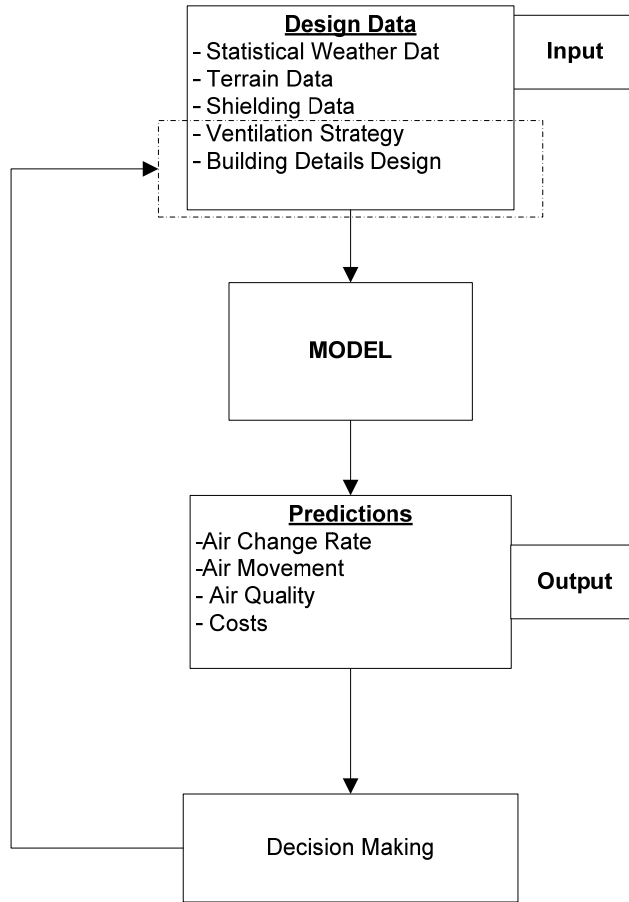 Design Data
- Statistical Weather Dat
- Terrain Data
- Shielding Data
- Ventilation Strategy
- Building Details Design
Input
MODEL
Predictions
-Air Change Rate
-Air Movement
- Air Quality
- Costs
Output
Decision Making